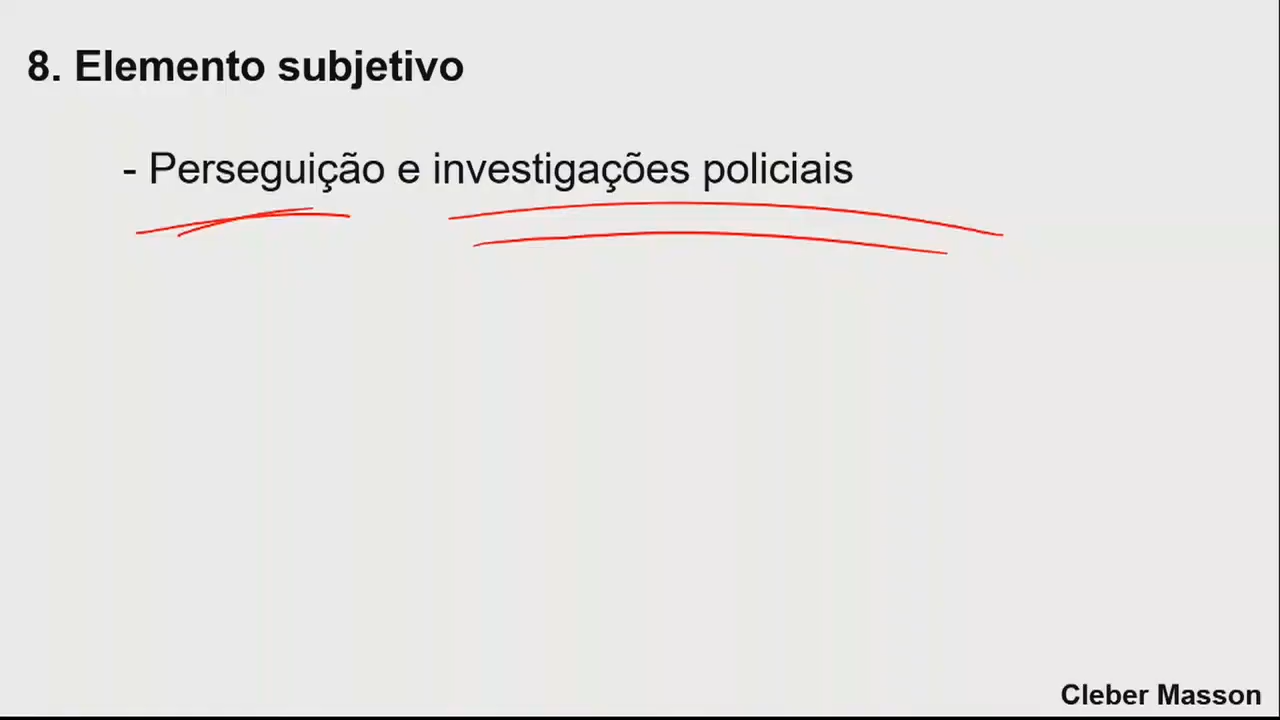 8. Elemento subjetivo
- Perseguição e investigações policiais
Cleber Masson